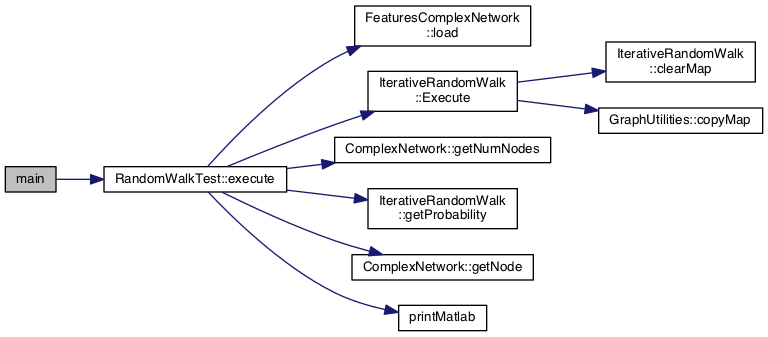 main
RandomWalkTest::execute
FeaturesComplexNetwork
::load
IterativeRandomWalk
::Execute
ComplexNetwork::getNumNodes
IterativeRandomWalk
::getProbability
ComplexNetwork::getNode
printMatlab
IterativeRandomWalk
::clearMap
GraphUtilities::copyMap